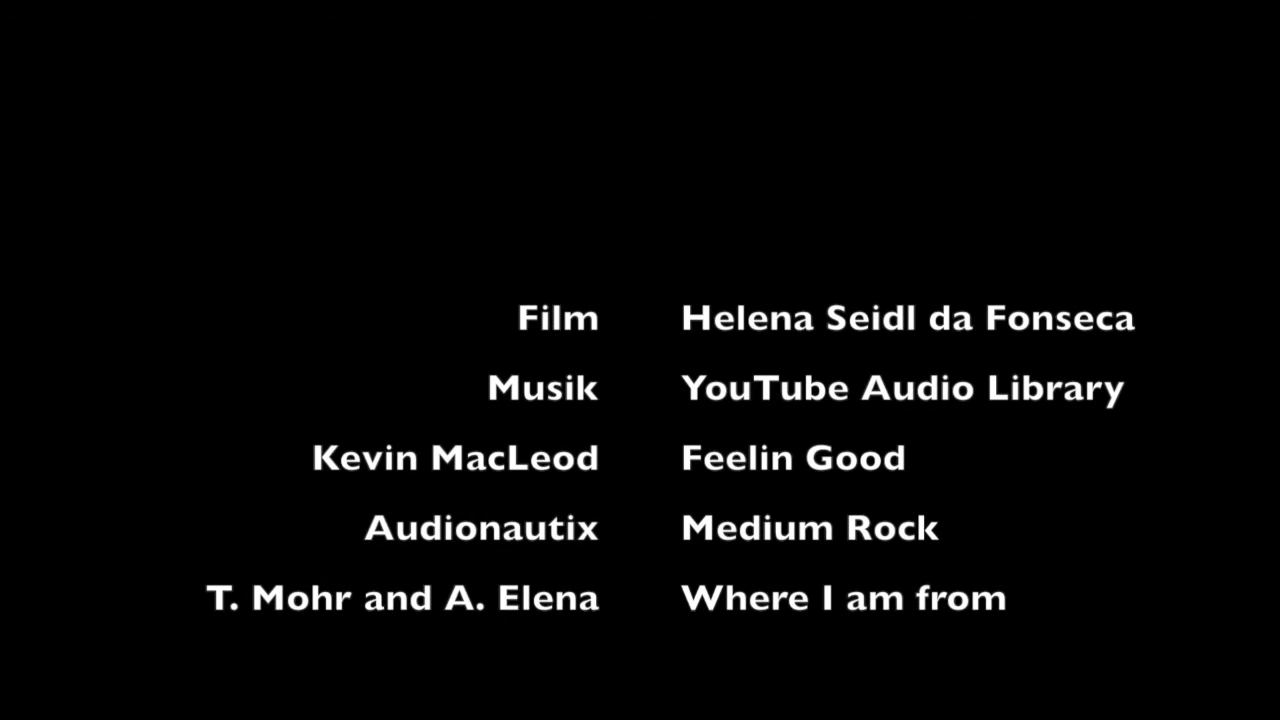 Film Helena Seidl da Fonseca
Musik YouTube Audio Library
Kevin MacLeod Feelin Good
Audionautix Medium Rock
T. Mohr and A. Elena Where I am from